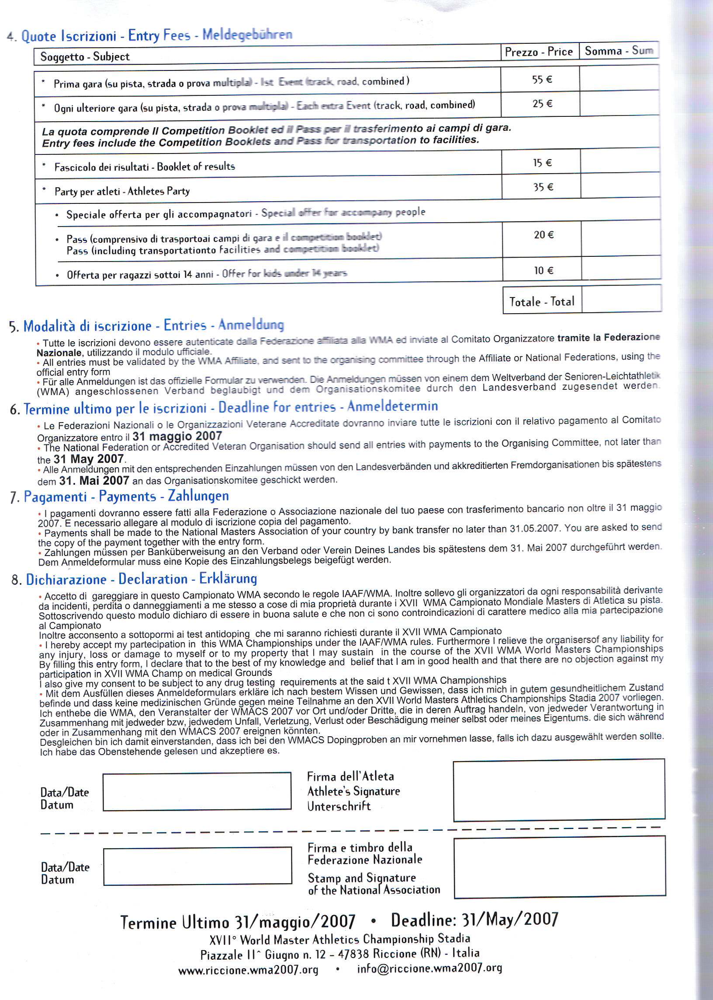 4. Quote Iscrizioni - Entry Fees - Meldegebühren
Soggetto - Subject Prezzo - Price Somma - Sum
* Prima gara (su pista, strada o prova multipla) - 1st Event (track, road, combined) 55 €
* Ogni ulteriore gara (su pista, strada o prova multipla) - Each extra Event (track, road, combined) 25 €
La quota comprende Il Competition Booklet ed il Pass per il trasferimento ai campi di gara.
Entry fees include the Competition Booklets and Pass for transportation to facilities.
* Fascicolo dei risultati - Booklet of results 15 €
* Party per atleti - Athletes Party 35 €
• Speciale offerta per gli accompagnatori - Special offer for accompany people
• Pass (comprensivo di trasportoai campi di gara e il competition booklet) 20 €
Pass (including transportationto facilities and competition booklet)
• Offerta per ragazzi sottoi 14 anni - Offer for kids under 14 years 10 €
Totale - Total
5. Modalità di iscrizione - Entries - Anmeldung
• Tutte le iscrizioni devono essere autenticate dalla Federazione affiliata alla WMA ed inviate al Comitato Organizzatore tramite la Federazione
Nazionale, utilizzando il modulo ufficiale.
• All entries must be validated by the WMA Affiliate, and sent to the organising committee through the Affiliate or National Federations, using the
official entry form
• Für alle Anmeldungen ist das offizielle Formular zu verwenden. Die Anmeldungen müssen von einem dem Weltverband der Senioren-Leichtathletik
(WMA) angeschlossenen Verband beglaubigt und dem Organisationskomitee durch den Landesverband zugesendet werden.
6. Termine ultimo per le iscrizioni - Deadline for entries - Anmeldetermin
• Le Federazioni Nazionali o le Organizzazioni Veterane Accreditate dovranno inviare tutte le iscrizioni con il relativo pagamento al Comitato
Organizzatore entro il 31 maggio 2007
• The National Federation or Accredited Veteran Organisation should send all entries with payments to the Organising Committee, not later than
the 31 May 2007.
• Alle Anmeldungen mit den entsprechenden Einzahlungen müssen von den Landesverbänden und akkreditierten Fremdorganisationen bis spätestens
dem 31. Mai 2007 an das Organisationskomitee geschickt werden.
7. Pagamenti - Payments - Zahlungen
• I pagamenti dovranno essere fatti alla Federazione o Associazione nazionale del tuo paese con trasferimento bancario non oltre il 31 maggio
2007. E necessario allegare al modulo di iscrizione copia del pagamento.
• Payments shall be made to the National Masters Association of your country by bank transfer no later than 31.05.2007. You are asked to send
the copy of the payment together with the entry form.
• Zahlungen müssen per Banküberweisung an den Verband oder Verein Deines Landes bis spätestens dem 31. Mai 2007 durchgeführt werden.
Dem Anmeldeformular muss eine Kopie des Einzahlungsbelegs beigefügt werden.
8. Dichiarazione - Declaration - Erklärung
• Accetto di gareggiare in questo Campionato WMA secondo le regole IAAF/WMA. Inoltre sollevo gli organizzatori da ogni responsabilità derivante
da incidenti, perdita o danneggiamenti a me stesso a cose di mia proprietà durante i XVII WMA Campionato Mondiale Masters di Atletica su pista.
Sottoscrivendo questo modulo dichiaro di essere in buona salute e che non ci sono controindicazioni di carattere medico alla mia partecipazione
al Campionato
Inoltre acconsento a sottopormi ai test antidoping che mi saranno richiesti durante il XVII WMA Campionato
• I hereby accept my partecipation in this WMA Championships under the IAAF/WMA rules. Furthermore I relieve the organisersof any liability for
any injury, loss or damage to myself or to my property that I may sustain in the course of the XVII WMA World Masters Championships
By filling this entry form, I declare that to the best of my knowledge and belief that I am in good health and that there are no objection against my
participation in XVII WMA Champ on medical Grounds
I also give my consent to be subject to any drug testing requirements at the said t XVII WMA Championships
• Mit dem Ausfüllen dieses Anmeldeformulars erkläre ich nach bestem Wissen und Gewissen, dass ich mich in gutem gesundheitlichem Zustand
befinde und dass keine medizinischen Gründe gegen meine Teilnahme an den XVII World Masters Athletics Championships Stadia 2007 vorliegen.
Ich enthebe die WMA, den Veranstalter der WMACS 2007 vor Ort und/oder Dritte, die in deren Auftrag handeln, von jedweder Verantwortung in
Zusammenhang mit jedweder bzw, jedwedem Unfall, Verletzung, Verlust oder Beschädigung meiner selbst oder meines Eigentums. die sich während
oder in Zusammenhang mit den WMACS 2007 ereignen könnten.
Desgleichen bin ich damit einverstanden, dass ich bei den WMACS Dopingproben an mir vornehmen lasse, falls ich dazu ausgewählt werden sollte.
Ich habe das Obenstehende gelesen und akzeptiere es.
Data/Date
Datum
Firma dell'Atleta
Athlete's Signature
Unterschrift
Data/Date
Datum
Firma e timbro della
Federazione Nazionale
Stamp and Signature
of the National Association
Termine Ultimo 31/maggio/2007 • Deadline: 31/May/2007
XVII° World Master Athletics Championship Stadia
Piazzale II^ Giugno n. 12 - 47838 Riccione (RN) - Italia
www.riccione.wma2007.org • info@riccione.wma2007.org